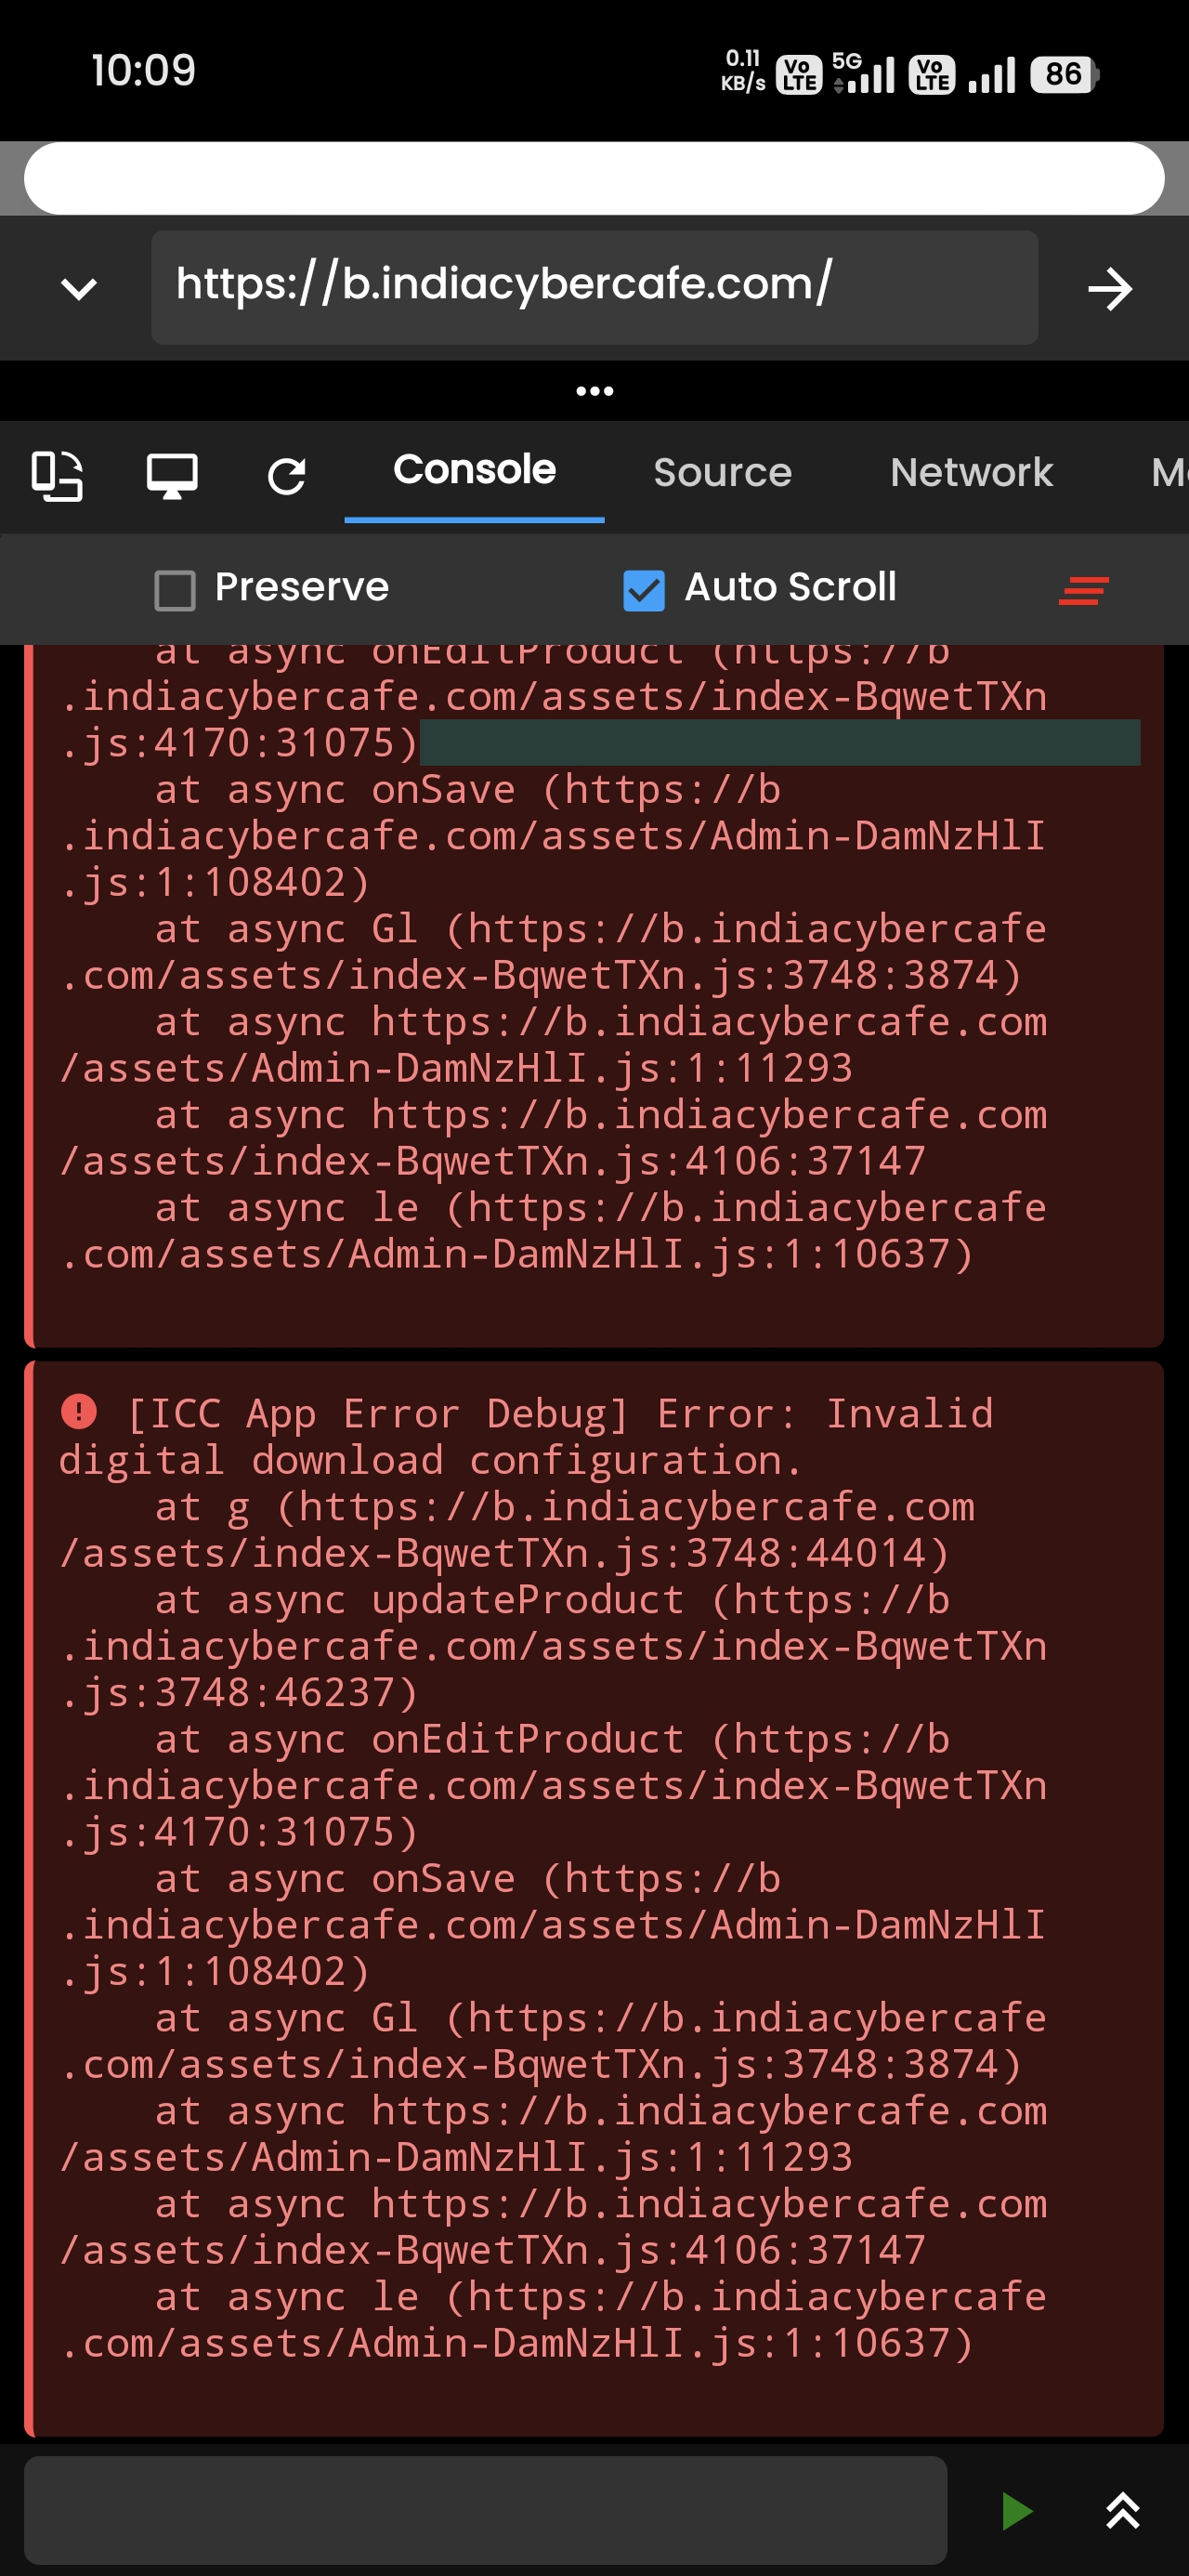 10:09
0.11
KB/s
Vo
LTE
5G
Vo
LTE
86
https://b.indiacybercafe.com/
•••
Console
Source
Network
M
Preserve
Auto Scroll
at async onEditProduct (https://b
.indiacybercafe.com/assets/index-BqwetTXn
.js:4170:31075)
at async onSave (https://b
.indiacybercafe.com/assets/Admin-DamNzHlI
.js:1:108402)
at async Gl (https://b.indiacybercafe
.com/assets/index-BqwetTXn.js:3748:3874)
at async https://b.indiacybercafe.com
/assets/Admin-DamNzHlI.js:1:11293
at async https://b.indiacybercafe.com
/assets/index-BqwetTXn.js:4106:37147
at async le (https://b.indiacybercafe
.com/assets/Admin-DamNzHlI.js:1:10637)
[ICC App Error Debug] Error: Invalid
digital download configuration.
at g (https://b.indiacybercafe.com
/assets/index-BqwetTXn.js:3748:44014)
at async updateProduct (https://b
.indiacybercafe.com/assets/index-BqwetTXn
.js:3748:46237)
at async onEditProduct (https://b
.indiacybercafe.com/assets/index-BqwetTXn
.js:4170:31075)
at async onSave (https://b
.indiacybercafe.com/assets/Admin-DamNzHlI
.js:1:108402)
at async Gl (https://b.indiacybercafe
.com/assets/index-BqwetTXn.js:3748:3874)
at async https://b.indiacybercafe.com
/assets/Admin-DamNzHlI.js:1:11293
at async https://b.indiacybercafe.com
/assets/index-BqwetTXn.js:4106:37147
at async le (https://b.indiacybercafe
.com/assets/Admin-DamNzHlI.js:1:10637)